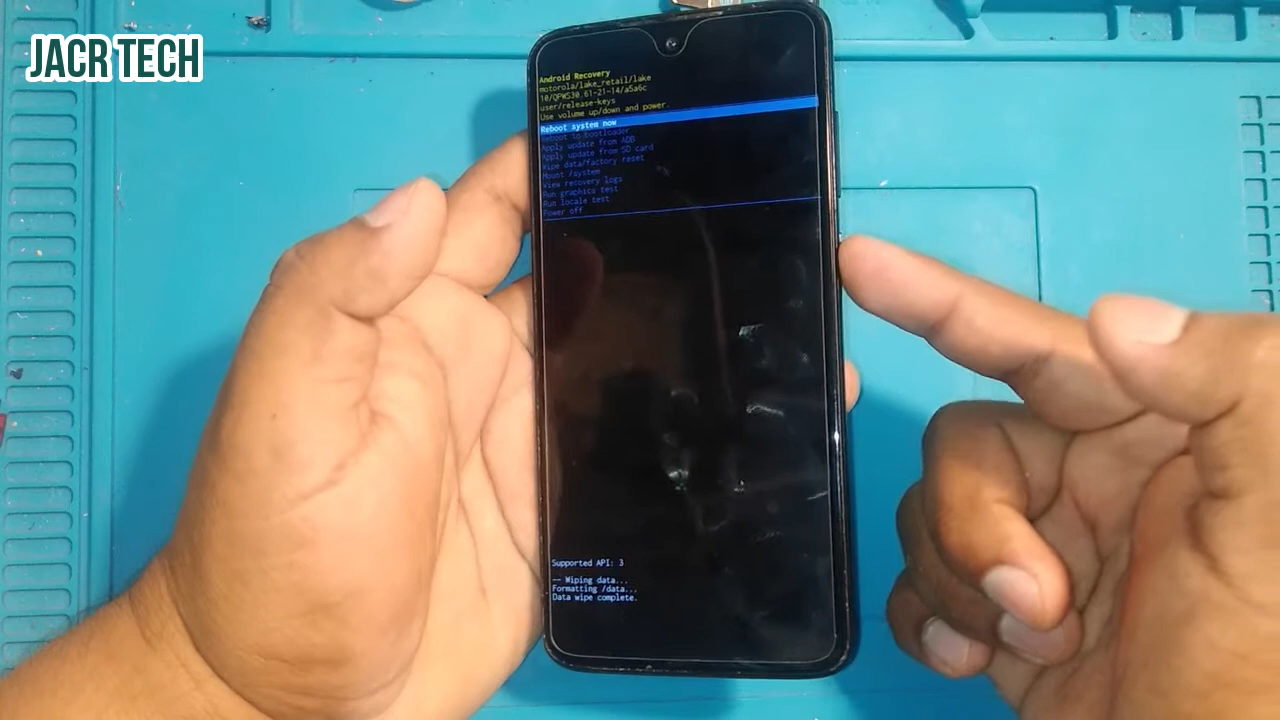 JACR TECH
Android Recovery
motorola/lake_retail/lake
10/QPWS30.61-21-14/a5a6c
user/release-keys
Use volume up/down and power.
Reboot system now
Reboot to bootloader
Apply update from ADB
Apply update from SD card
Wipe data/factory reset
Mount /system
View recovery logs
Run graphics test
Run locale test
Power off
Supported API: 3
-- Wiping data...
Formatting /data...
Data wipe complete.